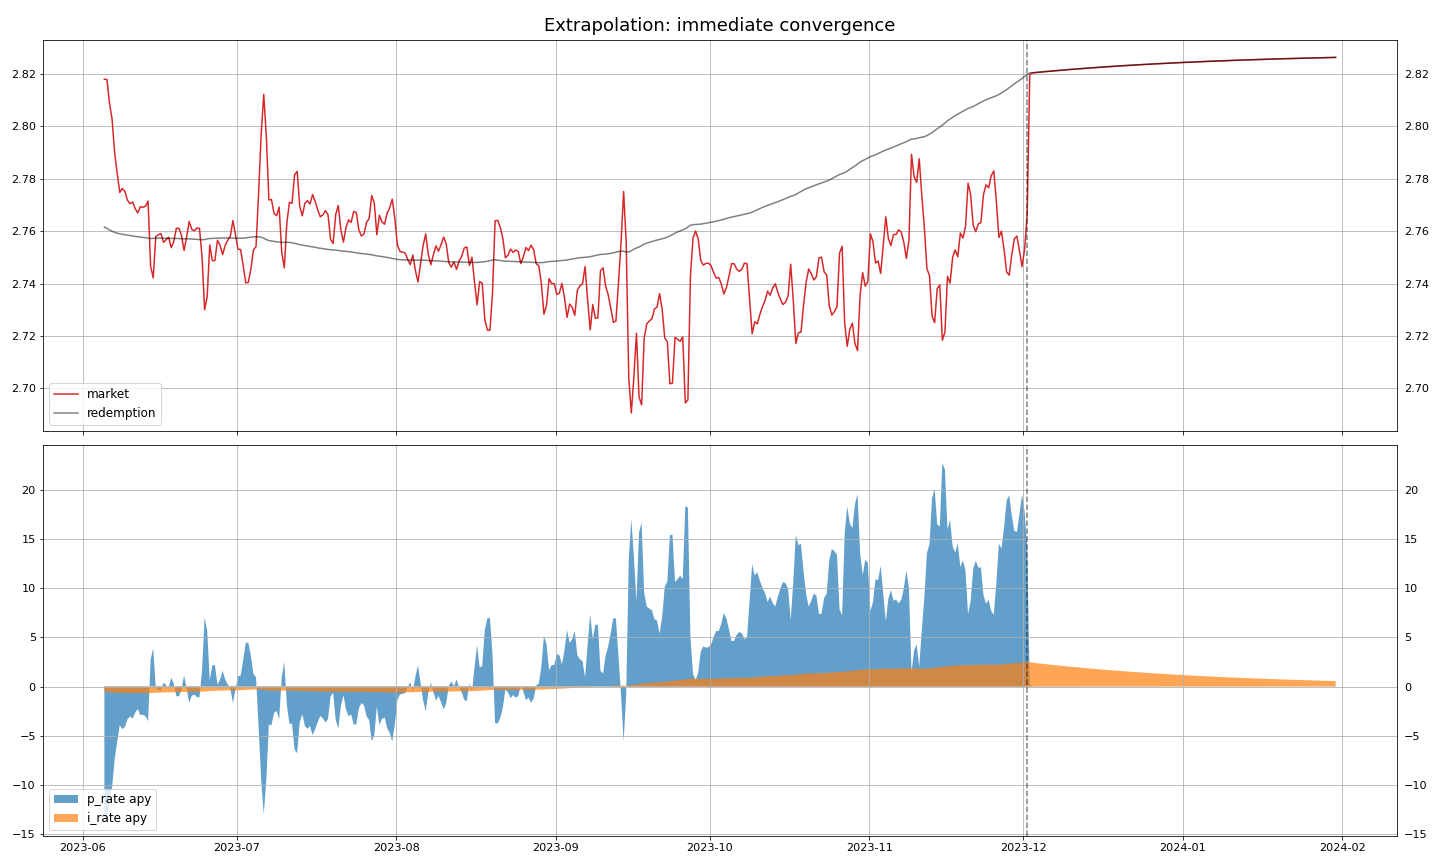 Extrapolation: immediate convergence
2.82 2.82
2.80 2.80
2.78 2.78
2.76 2.76
2.74 2.74
2.72 2.72
2.70 2.70
market
redemption
20 20
15 15
10 10
5 5
0 0
−5 −5
−10 −10
−15 −15
p_rate apy
i_rate apy
2023-06 2023-07 2023-08 2023-09 2023-10 2023-11 2023-12 2024-01 2024-02